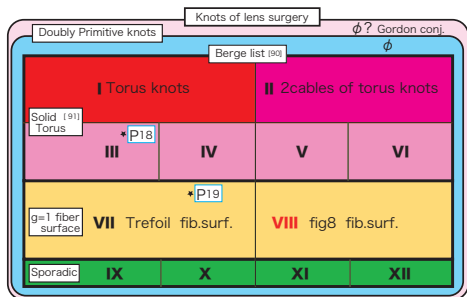 Knots of lens surgery
Doubly Primitive knots
φ? Gordon conj.
φ
Berge list [90]
I Torus knots
II 2cables of torus knots
Solid [91]
Torus
★ P18
III
IV
V
VI
★ P19
g=1 fiber
surface
VII Trefoil fib.surf.
VIII fig8 fib.surf.
Sporadic
IX
X
XI
XII